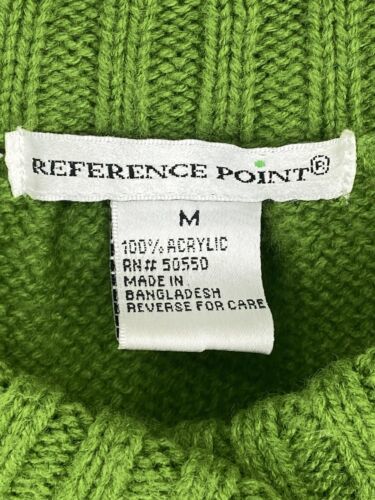 REFERENCE POINT®
M
100% ACRYLIC
RN# 50550
MADE IN
BANGLADESH
REVERSE FOR CARE